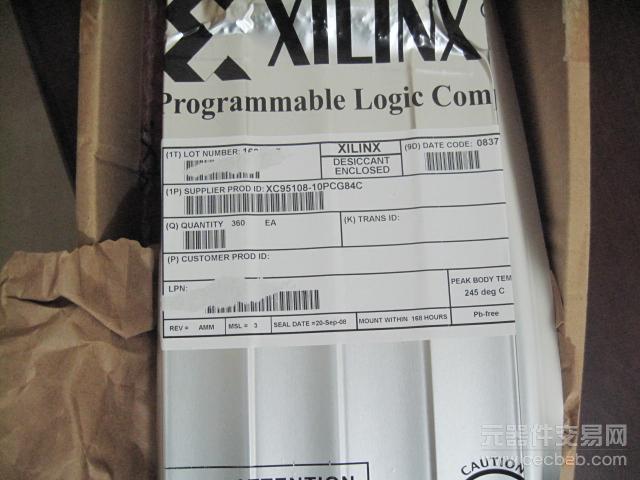 XILINX
Programmable Logic Com
(1T) LOT NUMBER:
XILINX
DESICCANT
ENCLOSED
(9D) DATE CODE: 0837
(1P) SUPPLIER PROD ID: XC95108-10PCG84C
(Q) QUANTITY 360 EA
(K) TRANS ID:
(P) CUSTOMER PROD ID:
LPN:
PEAK BODY TEM
245 deg C
REV = AMM
MSL = 3
SEAL DATE =20-Sep-08
MOUNT WITHIN 168 HOURS
Pb-free
ATTENTION
CAUTION
元器件交易网
www.cecbeb.com